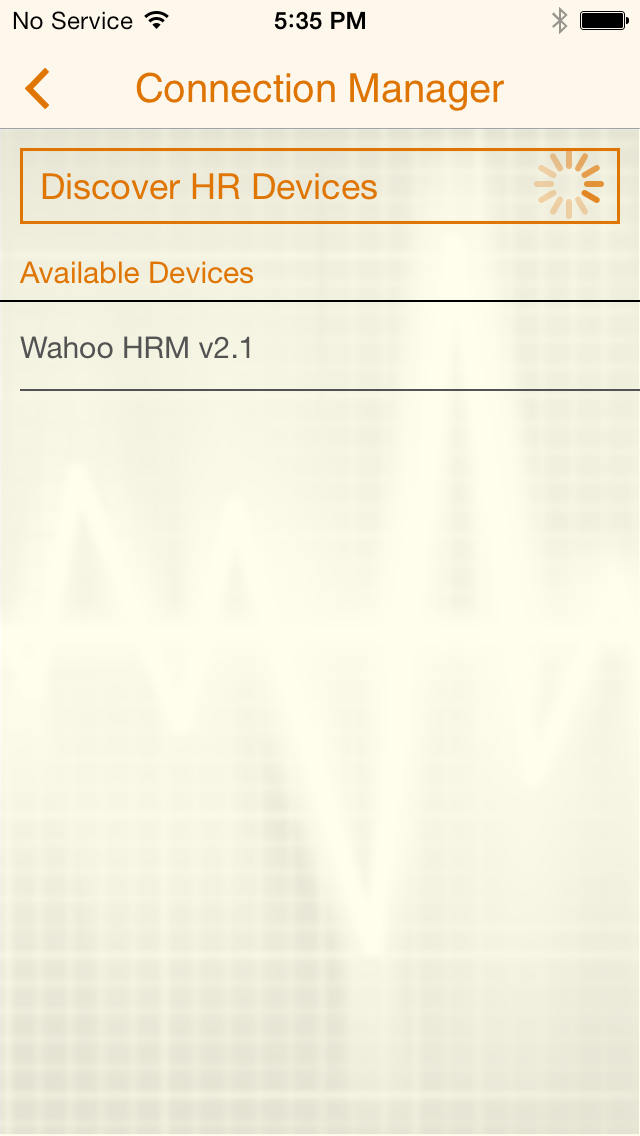 No Service 5:35 PM
Connection Manager
Discover HR Devices
Available Devices
Wahoo HRM v2.1